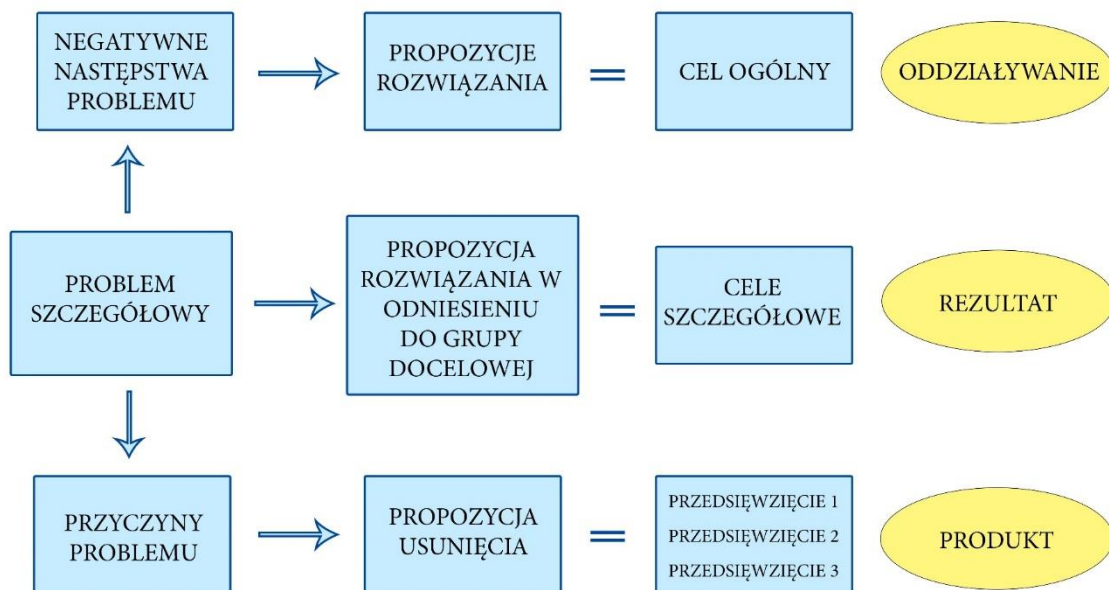 NEGATYWNE
NASTĘPSTWA
PROBLEMU
PROPOZYCJE
ROZWIĄZANIA
CEL OGÓLNY
ODDZIAŁYWANIE
PROBLEM
SZCZEGÓŁOWY
PROPOZYCJA
ROZWIĄZANIA W
ODNIESIENIU
DO GRUPY
DOCELOWEJ
CELE
SZCZEGÓŁOWE
REZULTAT
PRZYCZYNY
PROBLEMU
PROPOZYCJA
USUNIĘCIA
PRZEDSIĘWZIĘCIE 1
PRZEDSIĘWZIĘCIE 2
PRZEDSIĘWZIĘCIE 3
PRODUKT